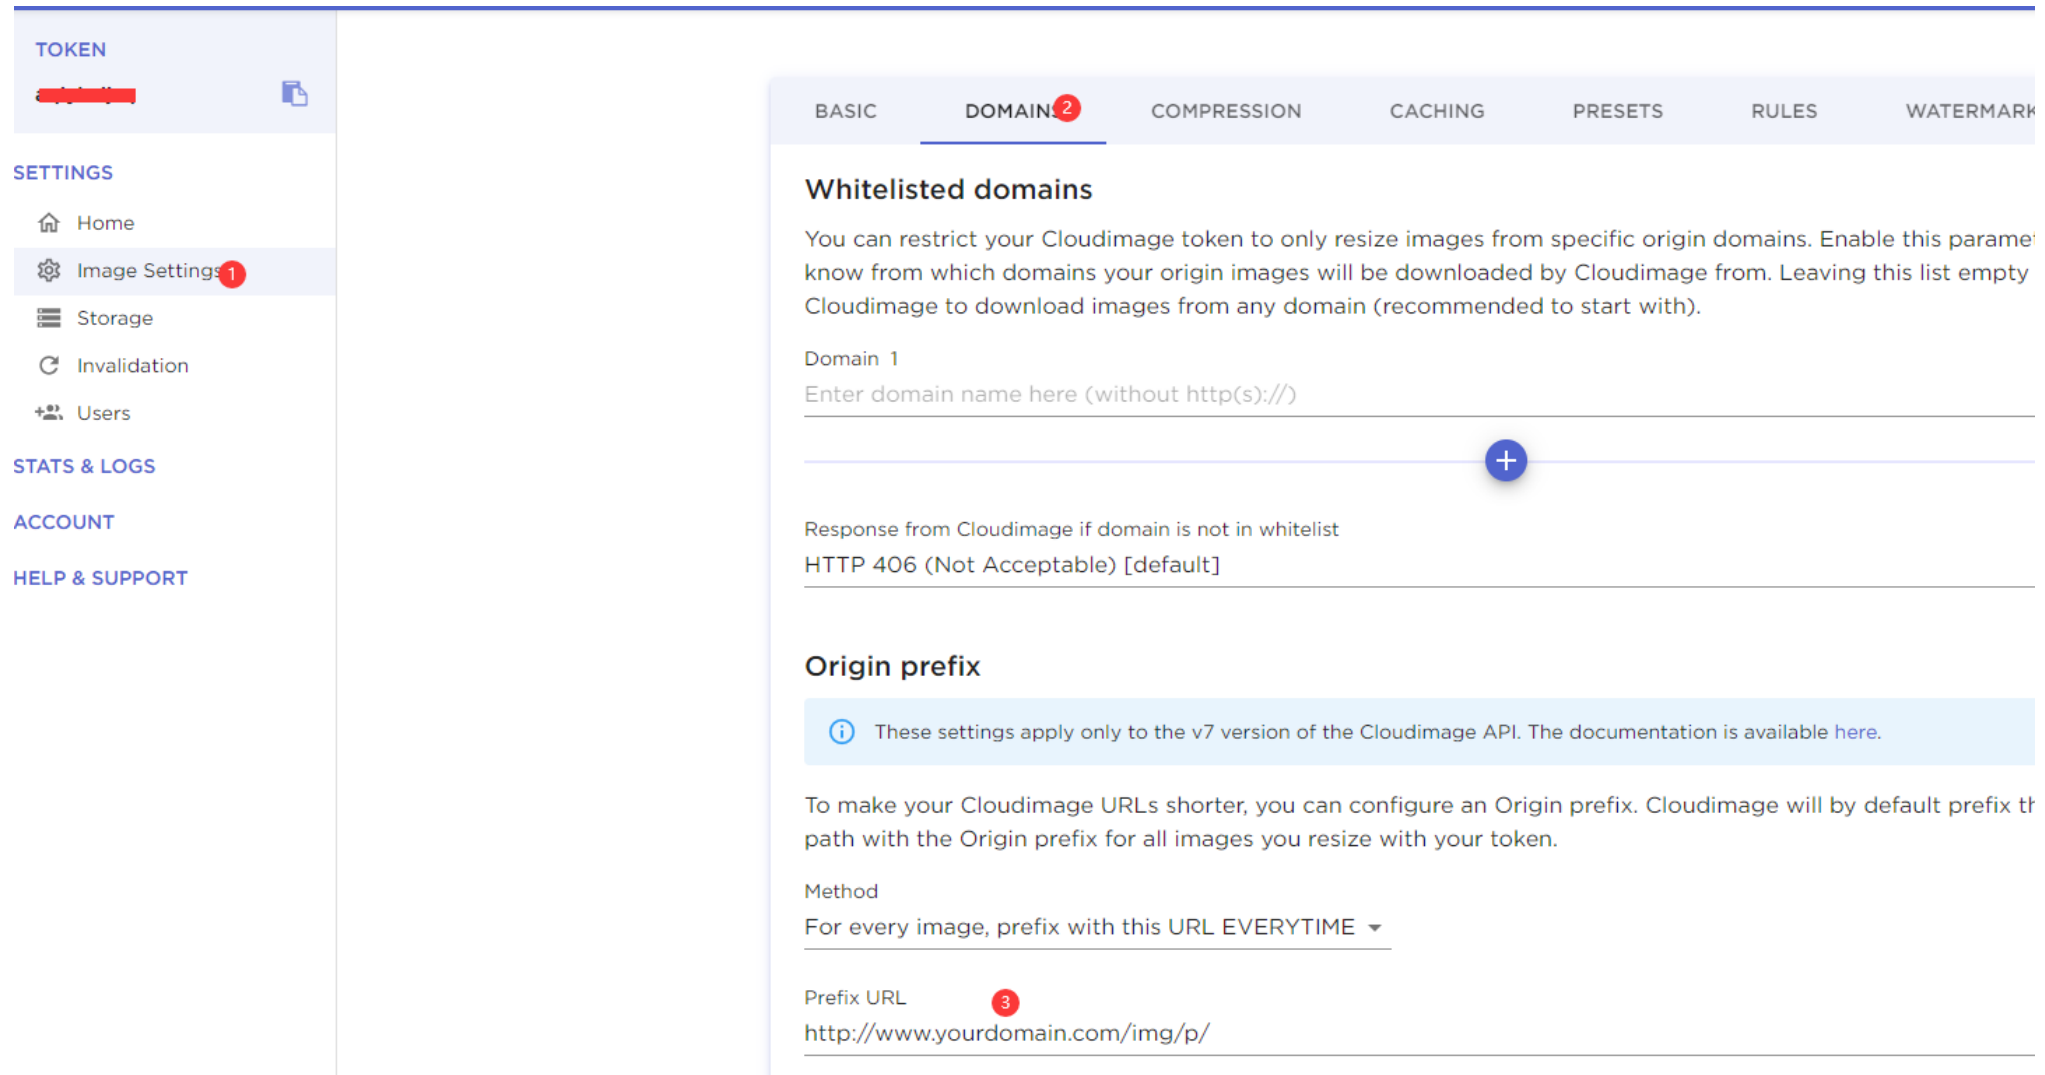 TOKEN
SETTINGS
Home
Image Settings 1
Storage
Invalidation
Users
STATS & LOGS
ACCOUNT
HELP & SUPPORT
BASIC DOMAINS 2 COMPRESSION CACHING PRESETS RULES WATERMARK
Whitelisted domains
You can restrict your Cloudimage token to only resize images from specific origin domains. Enable this parame
know from which domains your origin images will be downloaded by Cloudimage from. Leaving this list empty
Cloudimage to download images from any domain (recommended to start with).
Domain 1
Enter domain name here (without http(s)://)
Response from Cloudimage if domain is not in whitelist
HTTP 406 (Not Acceptable) [default]
Origin prefix
These settings apply only to the v7 version of the Cloudimage API. The documentation is available here.
To make your Cloudimage URLs shorter, you can configure an Origin prefix. Cloudimage will by default prefix th
path with the Origin prefix for all images you resize with your token.
Method
For every image, prefix with this URL EVERYTIME
Prefix URL 3
http://www.yourdomain.com/img/p/